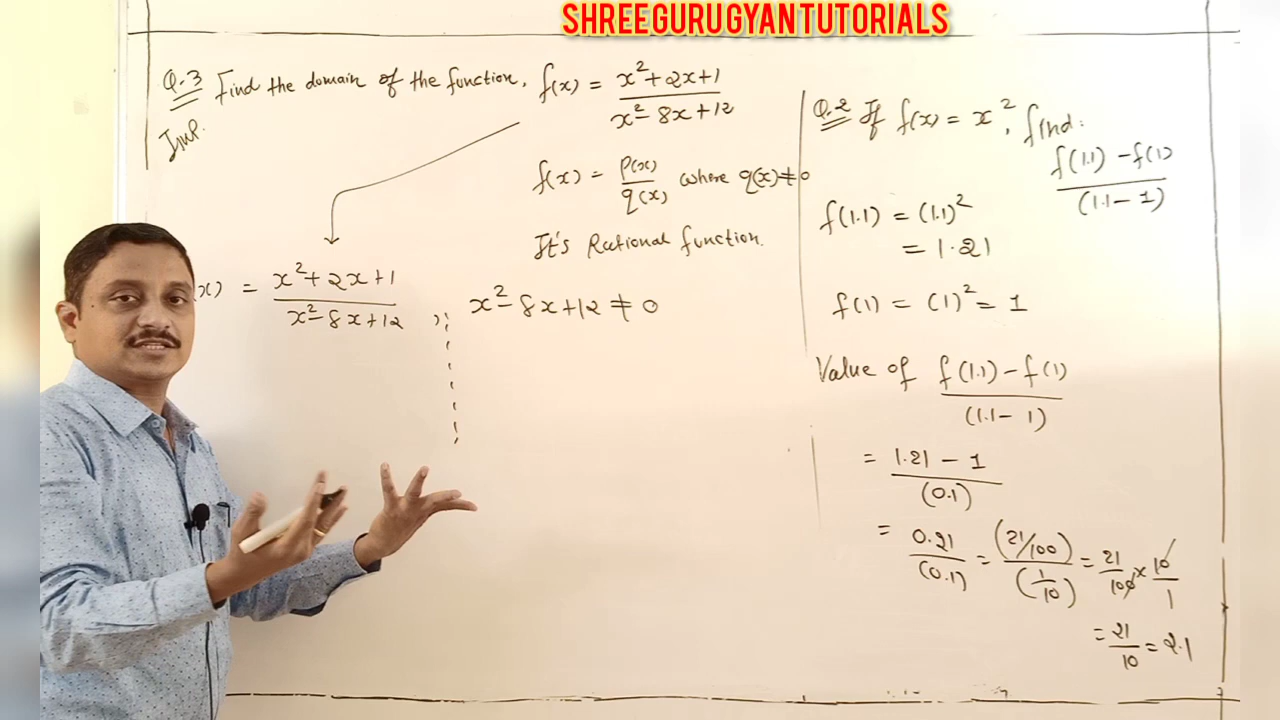 SHREE GURU GYAN TUTORIALS
Q.3 Find the domain of the function, f(x) = x²+2x+1 / x²-8x+12
Imp.
f(x) = p(x)/q(x) where q(x)≠0
It's Rational function.
(x) = x²+2x+1 / x²-8x+12 , x²-8x+12 ≠ 0
Q.2 If f(x) = x², find:
f(1.1) - f(1) / (1.1 - 1)
f(1.1) = (1.1)²
= 1.21
f(1) = (1)² = 1
Value of f(1.1) - f(1) / (1.1 - 1)
= 1.21 - 1 / (0.1)
= 0.21/(0.1) = (21/100)/(1/10) = 21/100 × 10/1
= 21/10 = 2.1